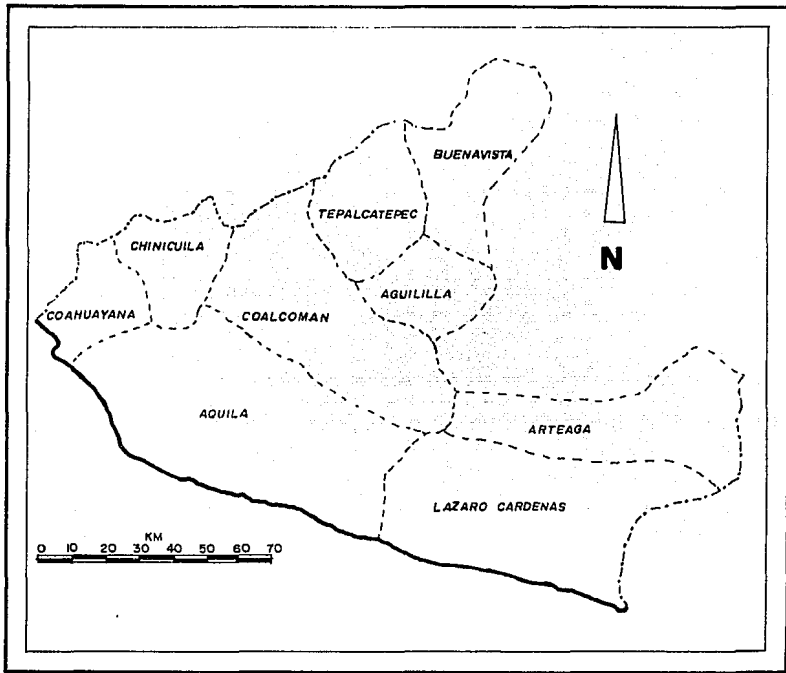 BUENAVISTA
TEPALCATEPEC
N
CHINICUILA
AGUILILLA
COAHUAYANA
COALCOMAN
AQUILA
ARTEAGA
LAZARO CARDENAS
KM
0 10 20 30 40 50 60 70